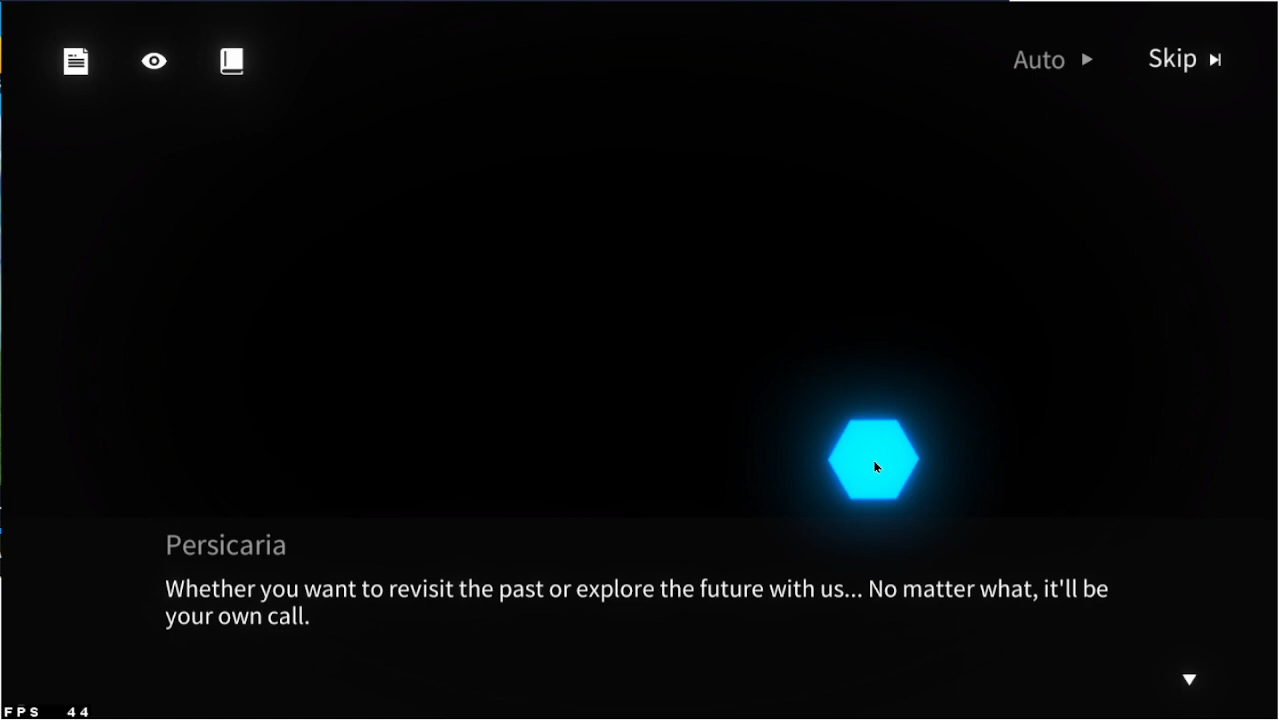 Auto
Skip
Persicaria
Whether you want to revisit the past or explore the future with us... No matter what, it'll be
your own call.
FPS 44